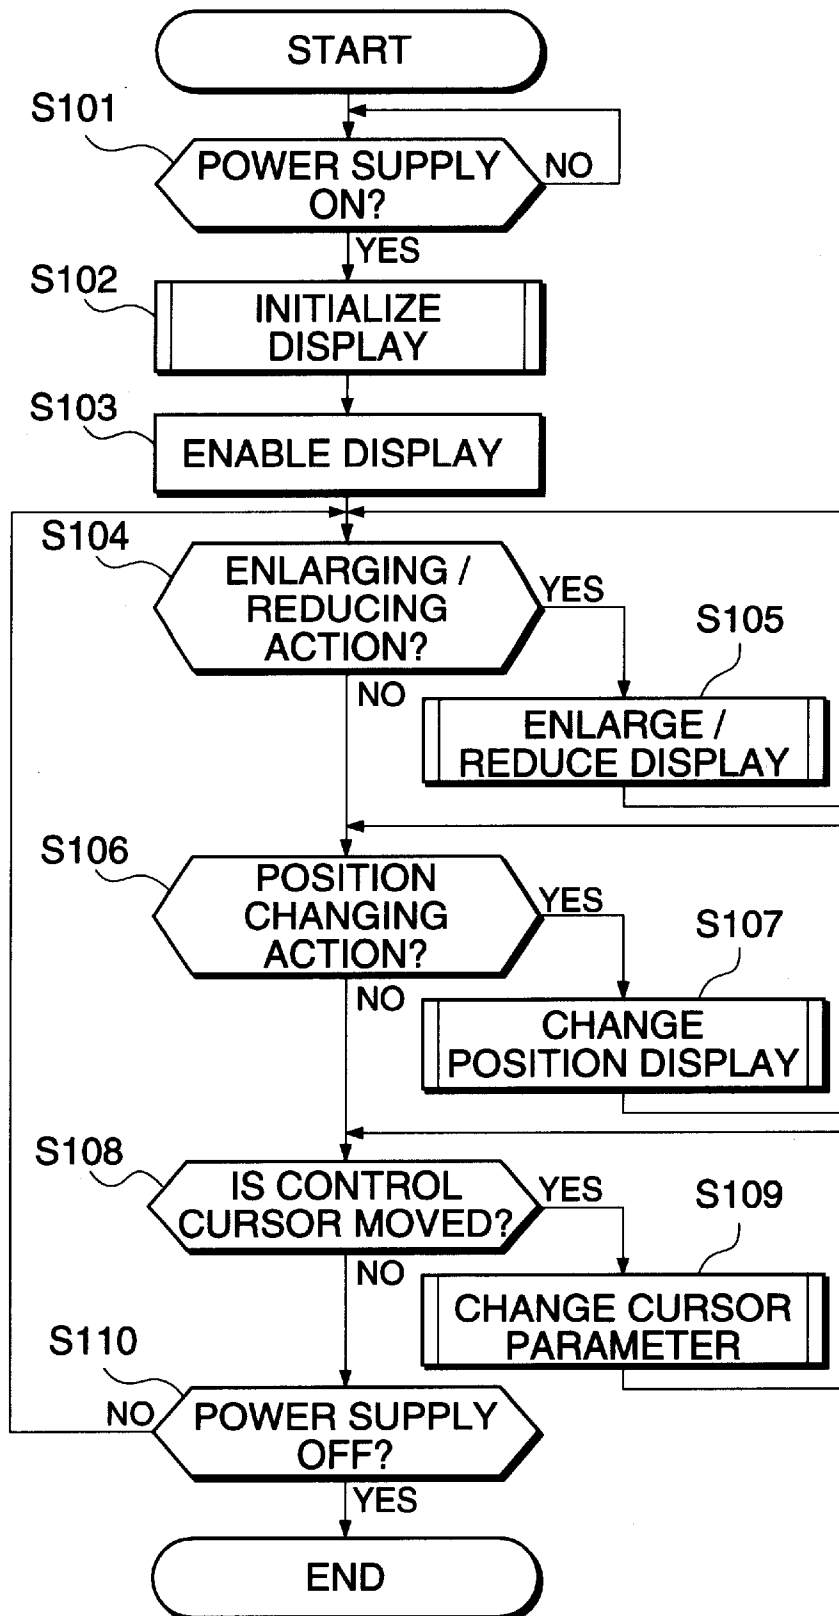 START
S101
POWER SUPPLY
ON?
NO
YES
S102
INITIALIZE
DISPLAY
S103
ENABLE DISPLAY
S104
ENLARGING /
REDUCING
ACTION?
YES
NO
S105
ENLARGE /
REDUCE DISPLAY
S106
POSITION
CHANGING
ACTION?
YES
NO
S107
CHANGE
POSITION DISPLAY
S108
IS CONTROL
CURSOR MOVED?
YES
NO
S109
CHANGE CURSOR
PARAMETER
S110
NO
POWER SUPPLY
OFF?
YES
END